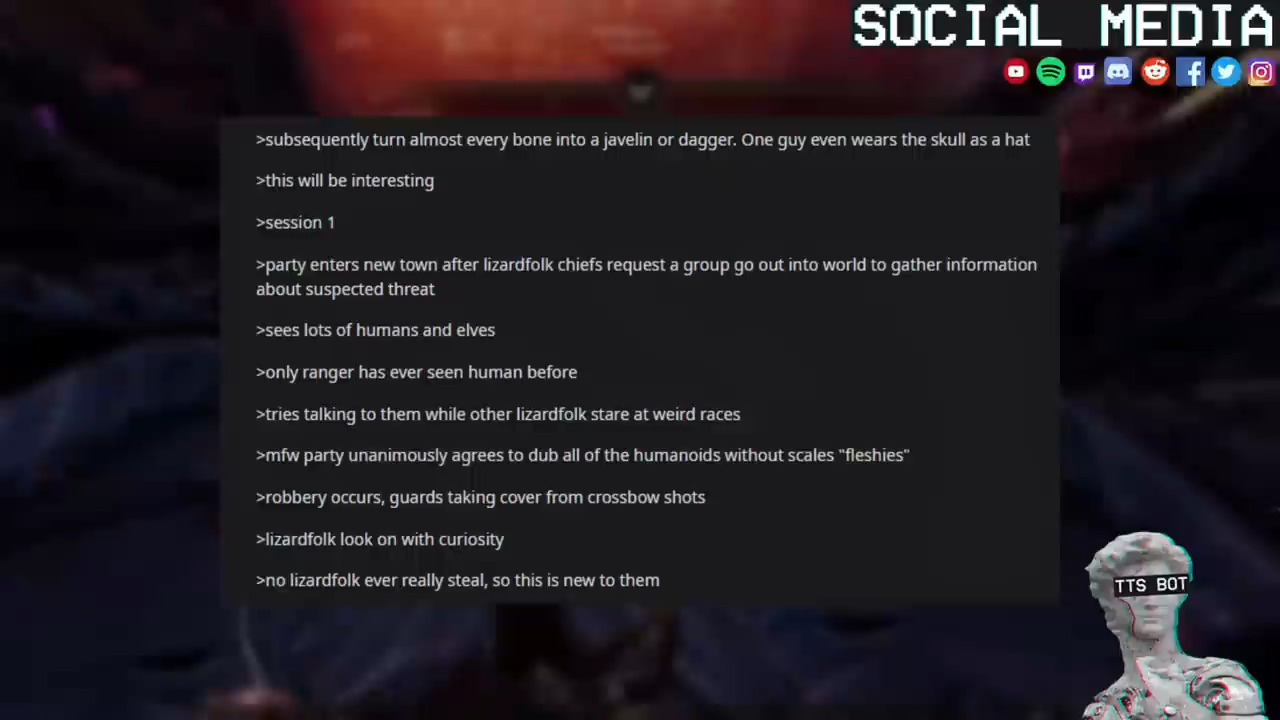 SOCIAL MEDIA
>subsequently turn almost every bone into a javelin or dagger. One guy even wears the skull as a hat
>this will be interesting
>session 1
>party enters new town after lizardfolk chiefs request a group go out into world to gather information
about suspected threat
>sees lots of humans and elves
>only ranger has ever seen human before
>tries talking to them while other lizardfolk stare at weird races
>mfw party unanimously agrees to dub all of the humanoids without scales "fleshies"
>robbery occurs, guards taking cover from crossbow shots
>lizardfolk look on with curiosity
>no lizardfolk ever really steal, so this is new to them
TTS BOT